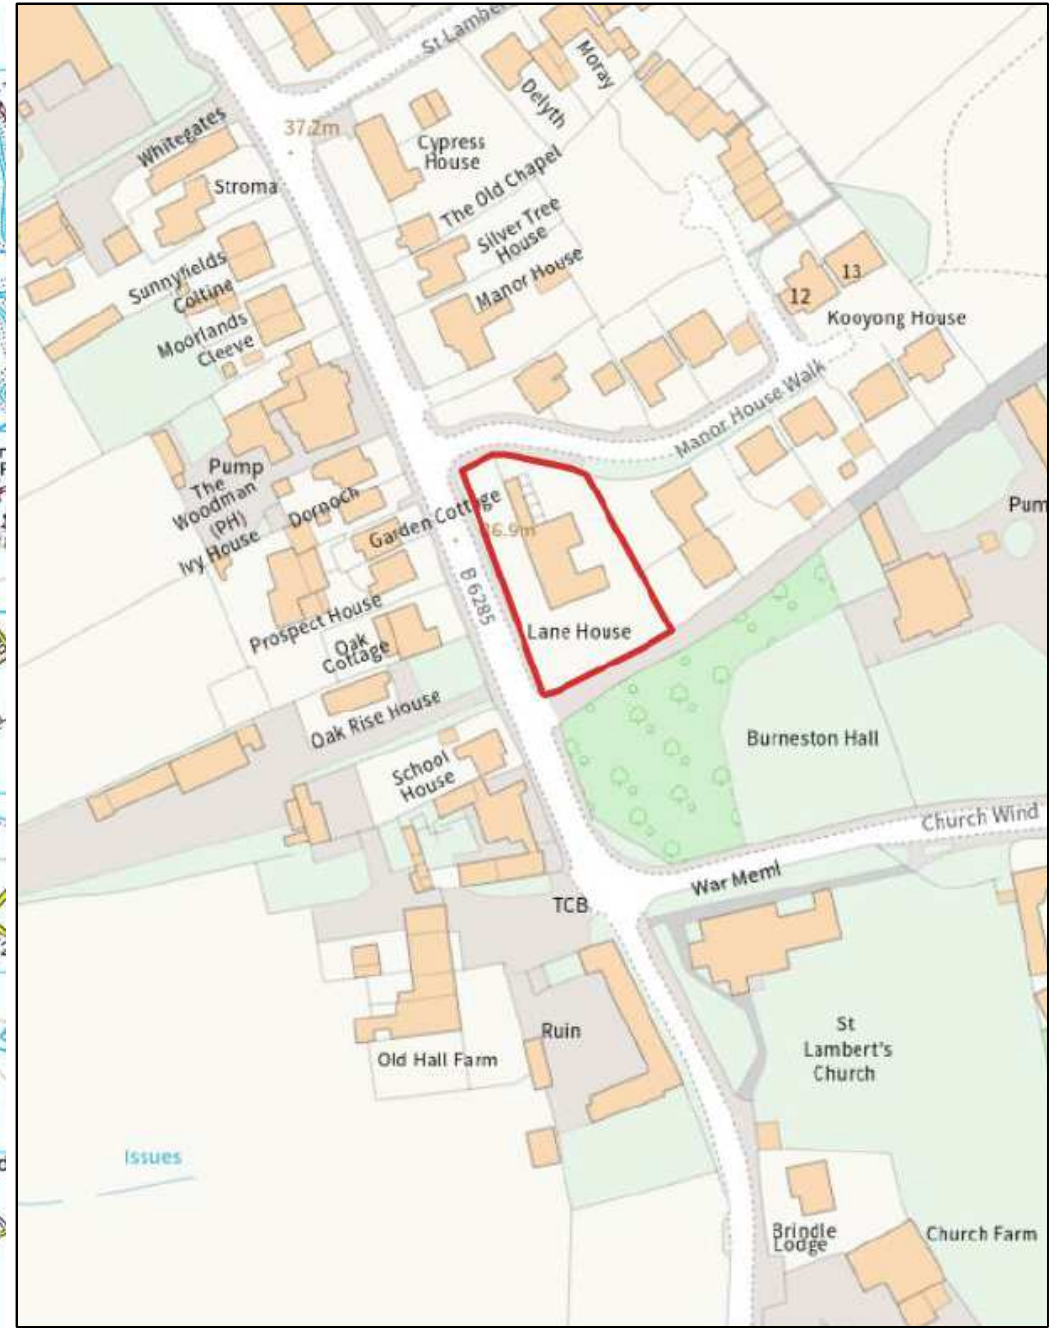 St Lambe
Moray
Delyth
37.2m
Whitegates
Cypress
House
Stroma
The Old Chapel
Silver Tree
House
Manor House
Sunnyfields
Coltine
Moorlands
Cleeve
13
12
Kooyong House
Manor House Walk
Pump
The
Woodman
(PH)
Dornoch
Garden Cottage
36.9m
Ivy House
Pum
B 6285
Prospect House
Lane House
Oak
Cottage
Oak Rise House
Burneston Hall
School
House
Church Wind
War Meml
TCB
St
Lambert's
Church
Ruin
Old Hall Farm
Issues
Brindle
Lodge
Church Farm